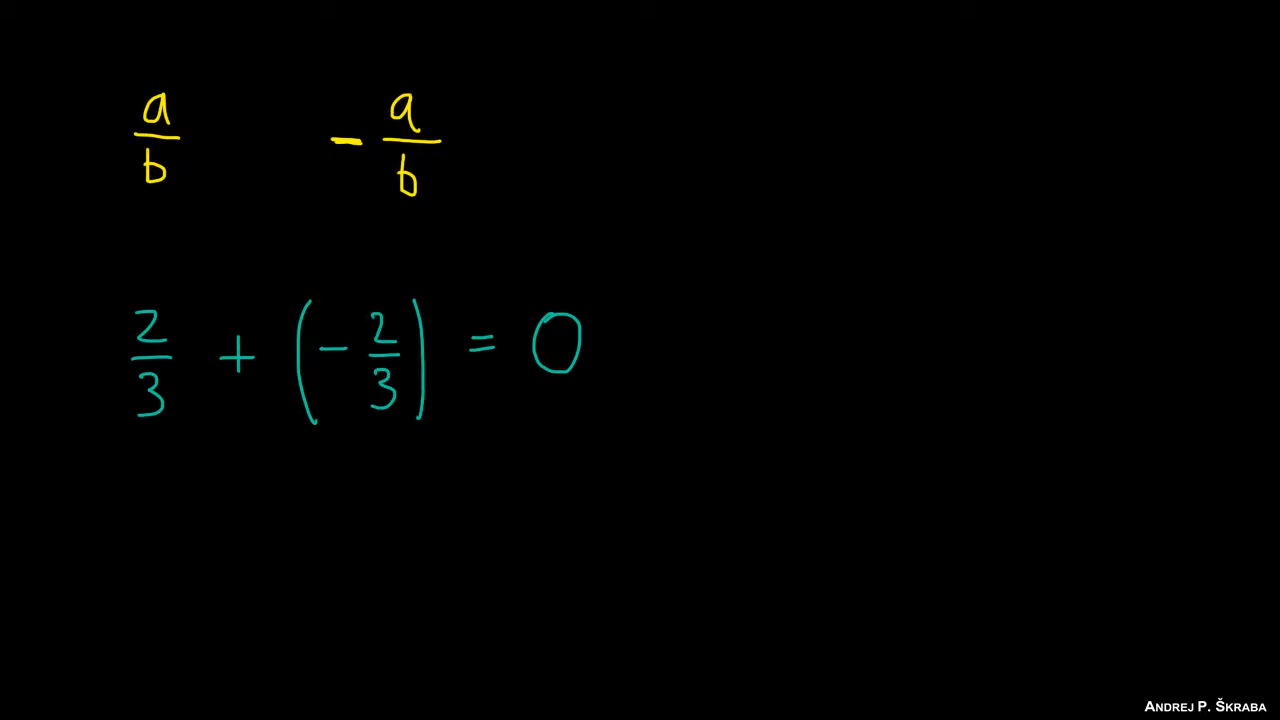 a/b   - a/b
2/3 + (- 2/3) = 0
ANDREJ P. ŠKRABA